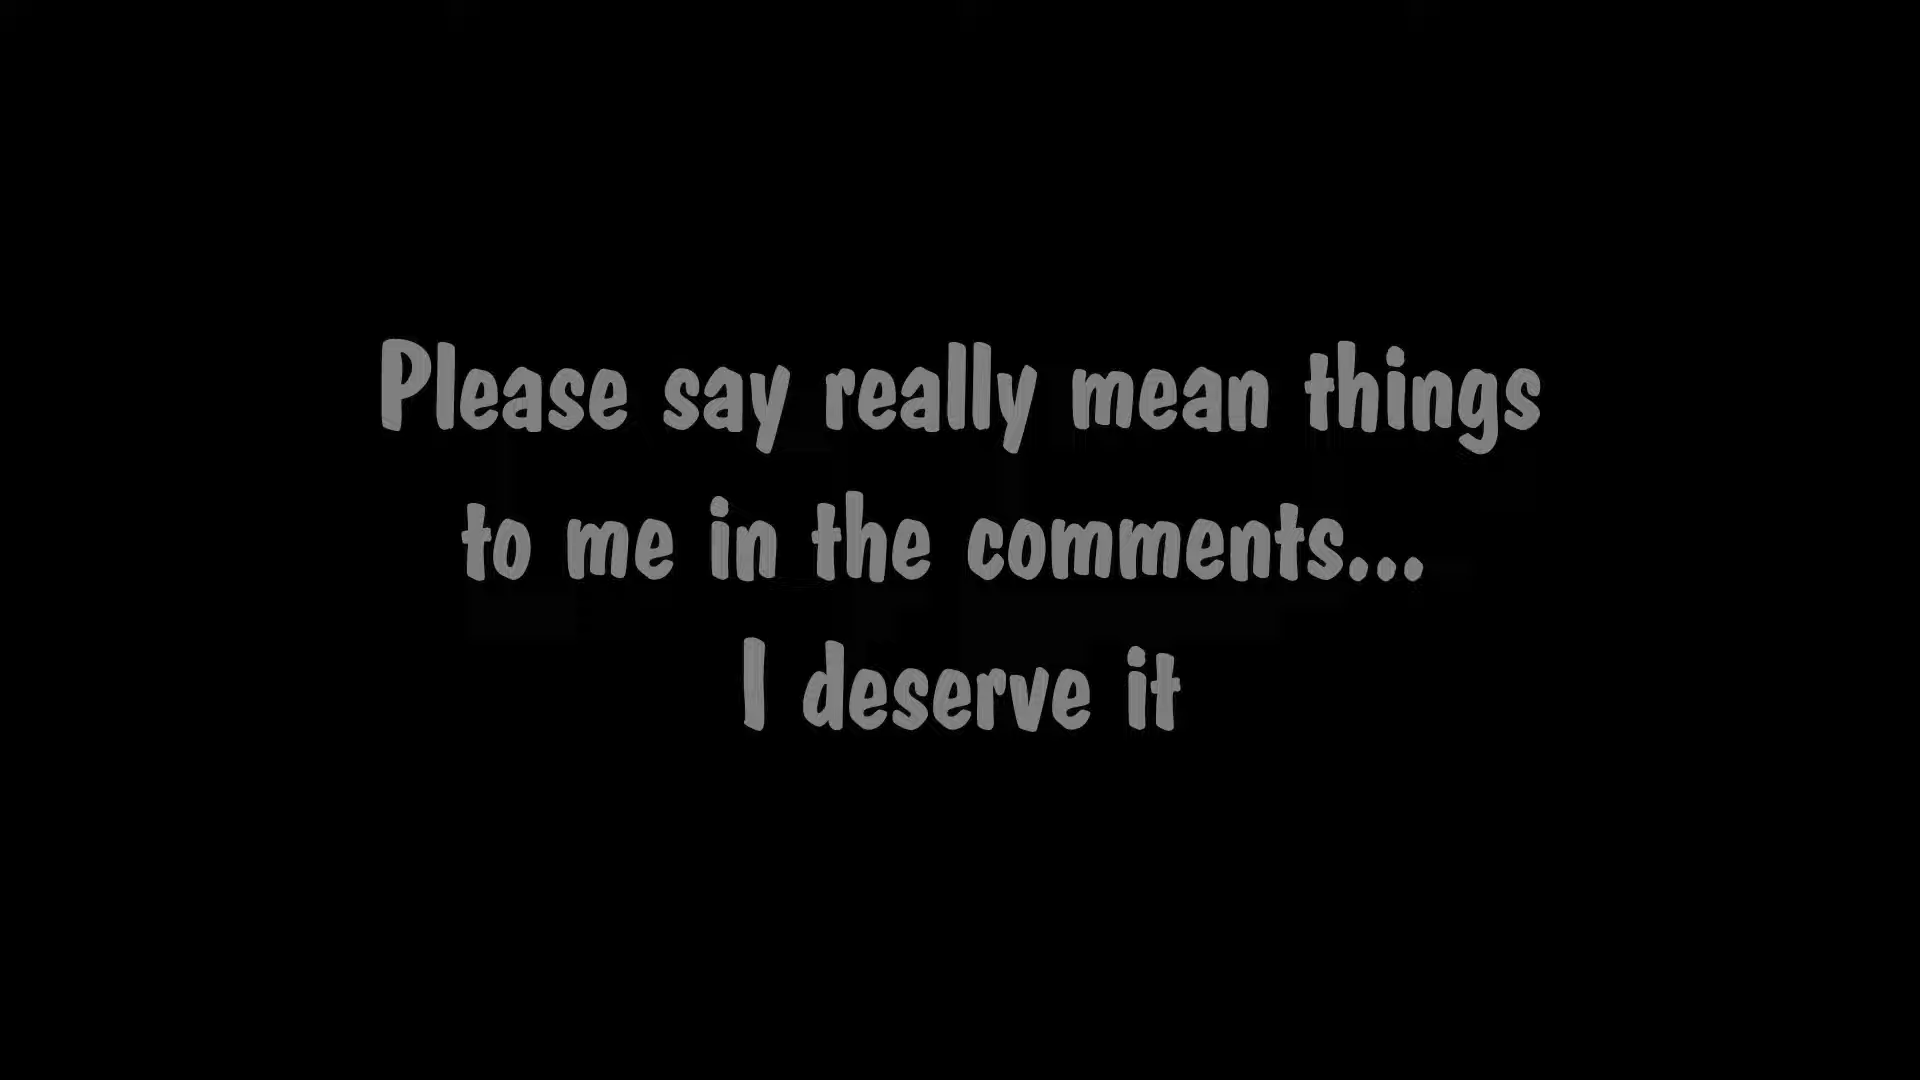 Please say really mean things
to me in the comments...
I deserve it